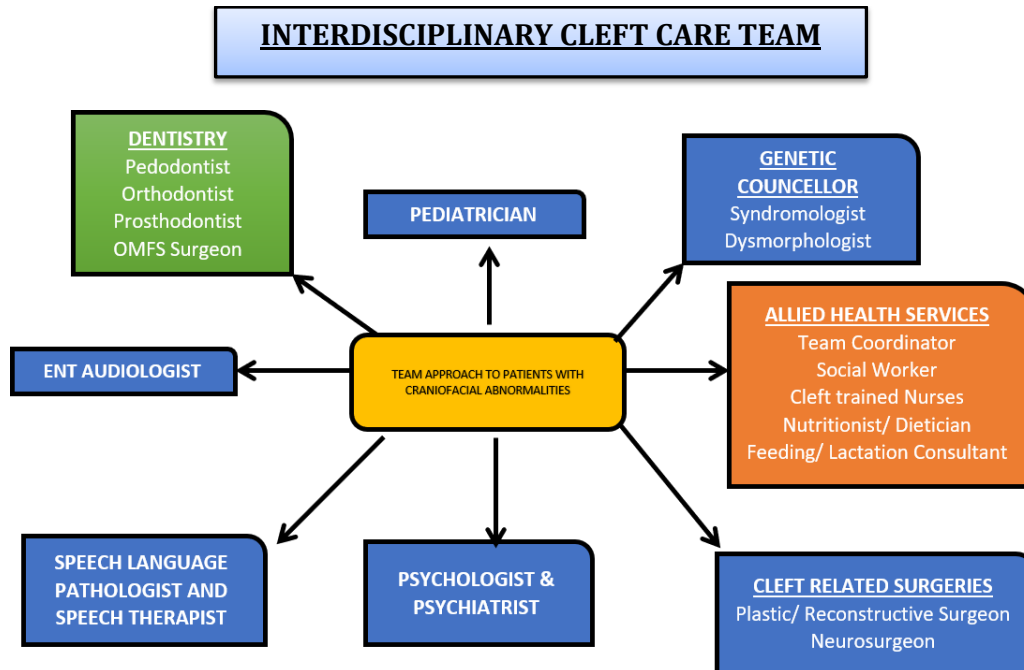 INTERDISCIPLINARY CLEFT CARE TEAM
DENTISTRY
Pedodontist
Orthodontist
Prosthodontist
OMFS Surgeon
PEDIATRICIAN
GENETIC
COUNCELLOR
Syndromologist
Dysmorphologist
ENT AUDIOLOGIST
TEAM APPROACH TO PATIENTS WITH
CRANIOFACIAL ABNORMALITIES
ALLIED HEALTH SERVICES
Team Coordinator
Social Worker
Cleft trained Nurses
Nutritionist/ Dietician
Feeding/ Lactation Consultant
SPEECH LANGUAGE
PATHOLOGIST AND
SPEECH THERAPIST
PSYCHOLOGIST &
PSYCHIATRIST
CLEFT RELATED SURGERIES
Plastic/ Reconstructive Surgeon
Neurosurgeon